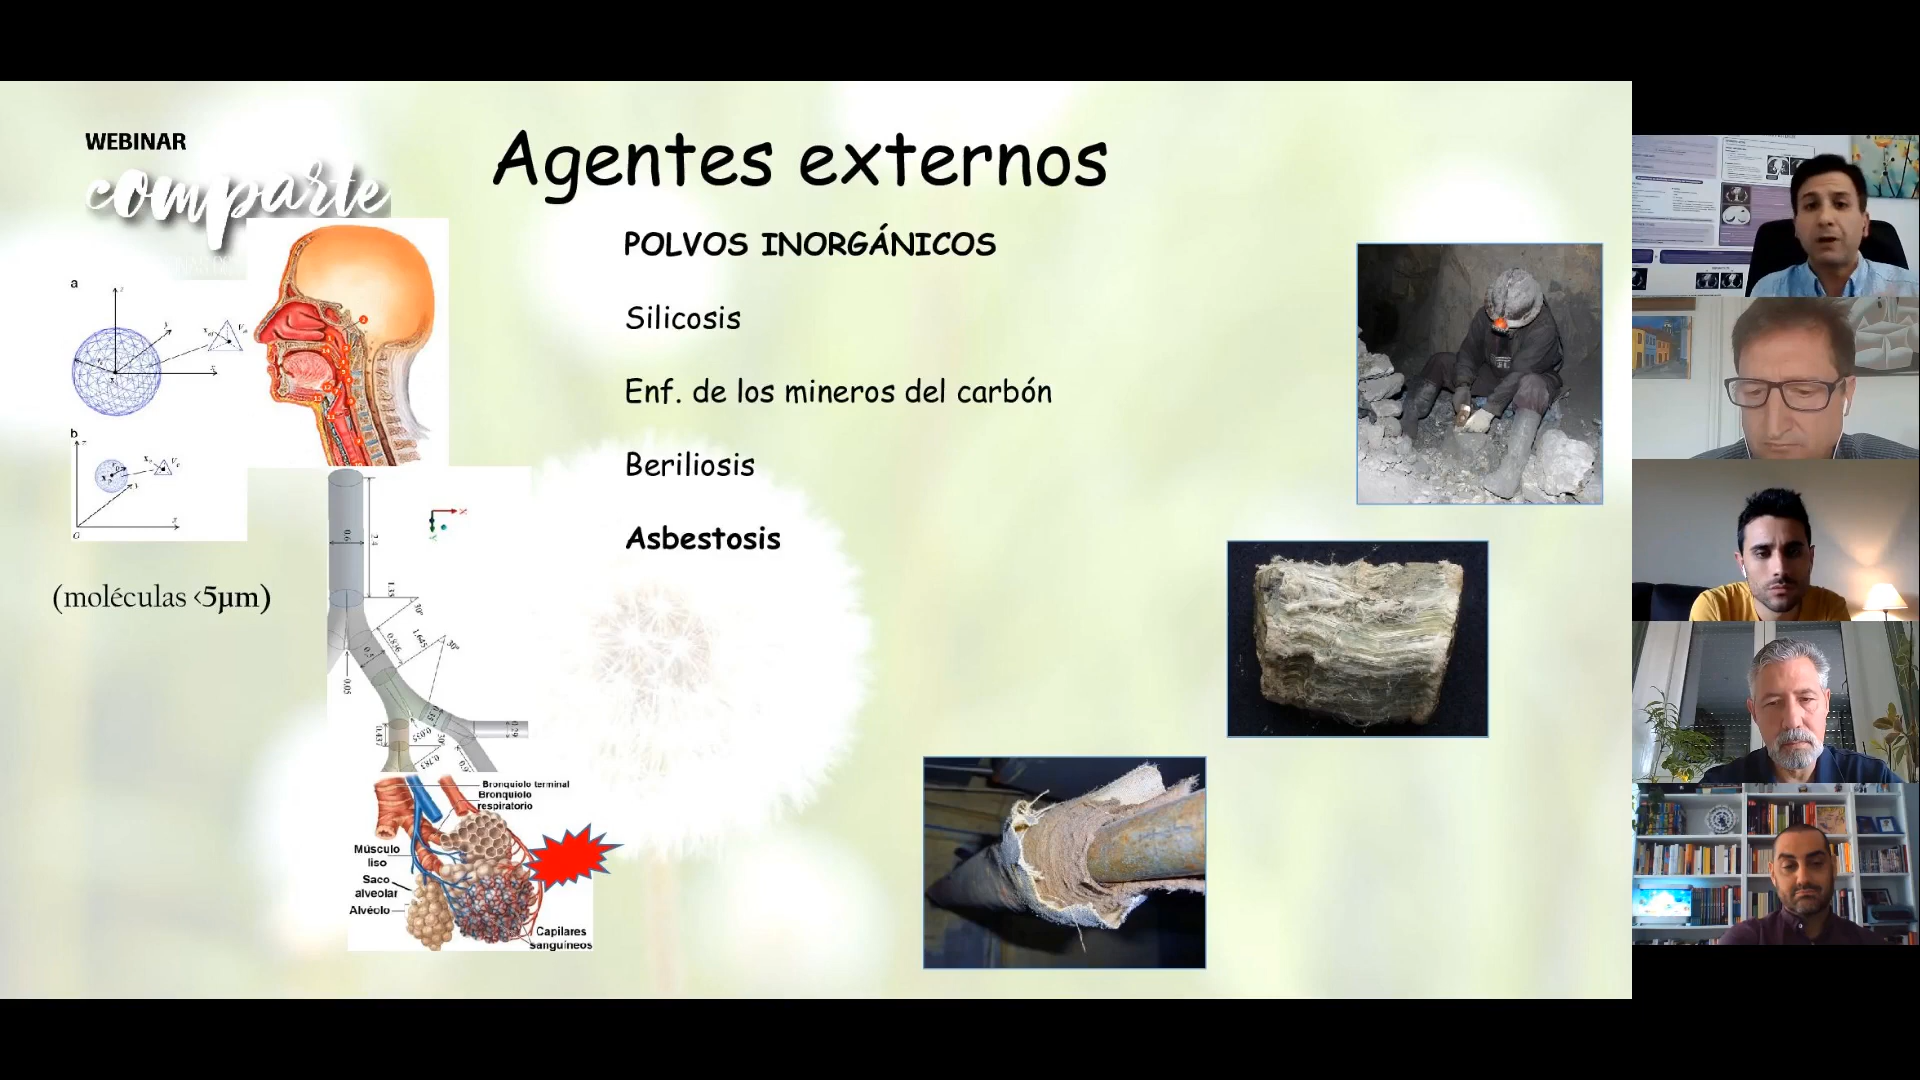 WEBINAR
comparte
Agentes externos
POLVOS INORGÁNICOS
Silicosis
Enf. de los mineros del carbón
Beriliosis
Asbestosis
a
b
(moléculas <5µm)
Bronquiolo terminal
Bronquiolo
respiratorio
Músculo
liso
Saco
alveolar
Alvéolo
Capilares
sanguíneos